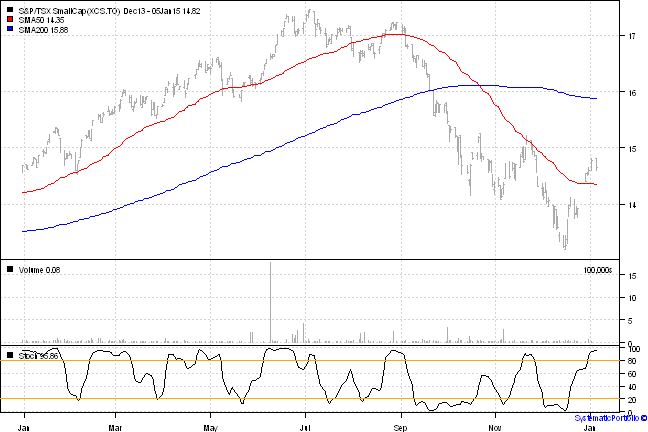 S&P/TSX SmallCap(XCS.TO) Dec13 - 05Jan15 14.82
SMA50 14.35
SMA200 15.88
17
16
15
14
Volume 0.08
100,000s
15
10
5
0
Stoch 95.86
100
80
60
40
20
0
Jan
Mar
May
Jul
Sep
Nov
Jan
SystematicPortfolio ©